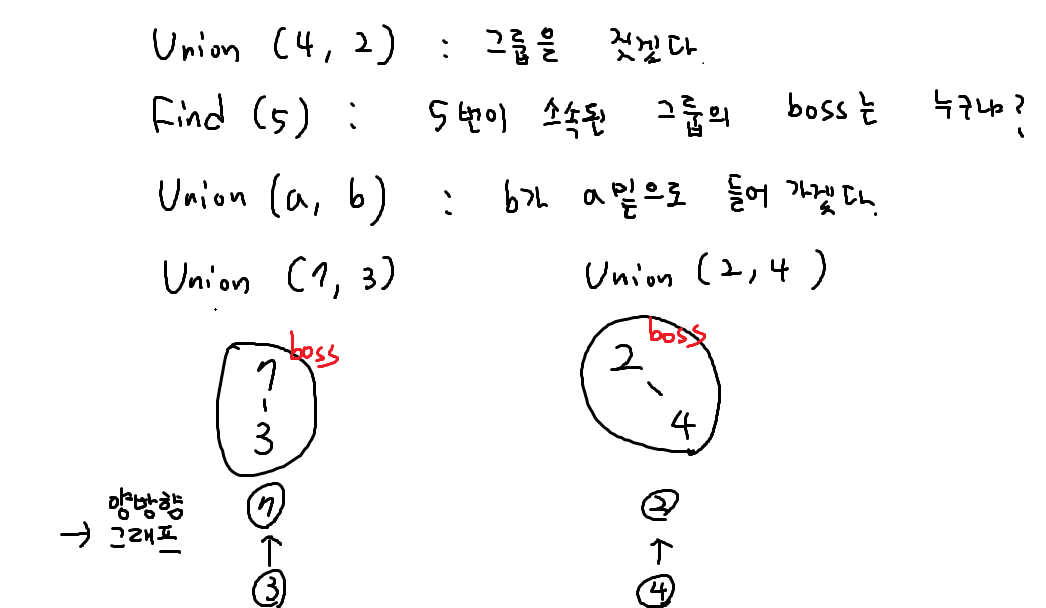 Union (4, 2) : 그룹을 짓겠다.
Find (5) : 5번이 소속된 그룹의 boss는 누구냐?
Union (a, b) : b가 a밑으로 들어 가겠다.
Union (7, 3) Union (2, 4)
boss boss
7 2
3 4
양방향 7 2
→ 그래프
3 4